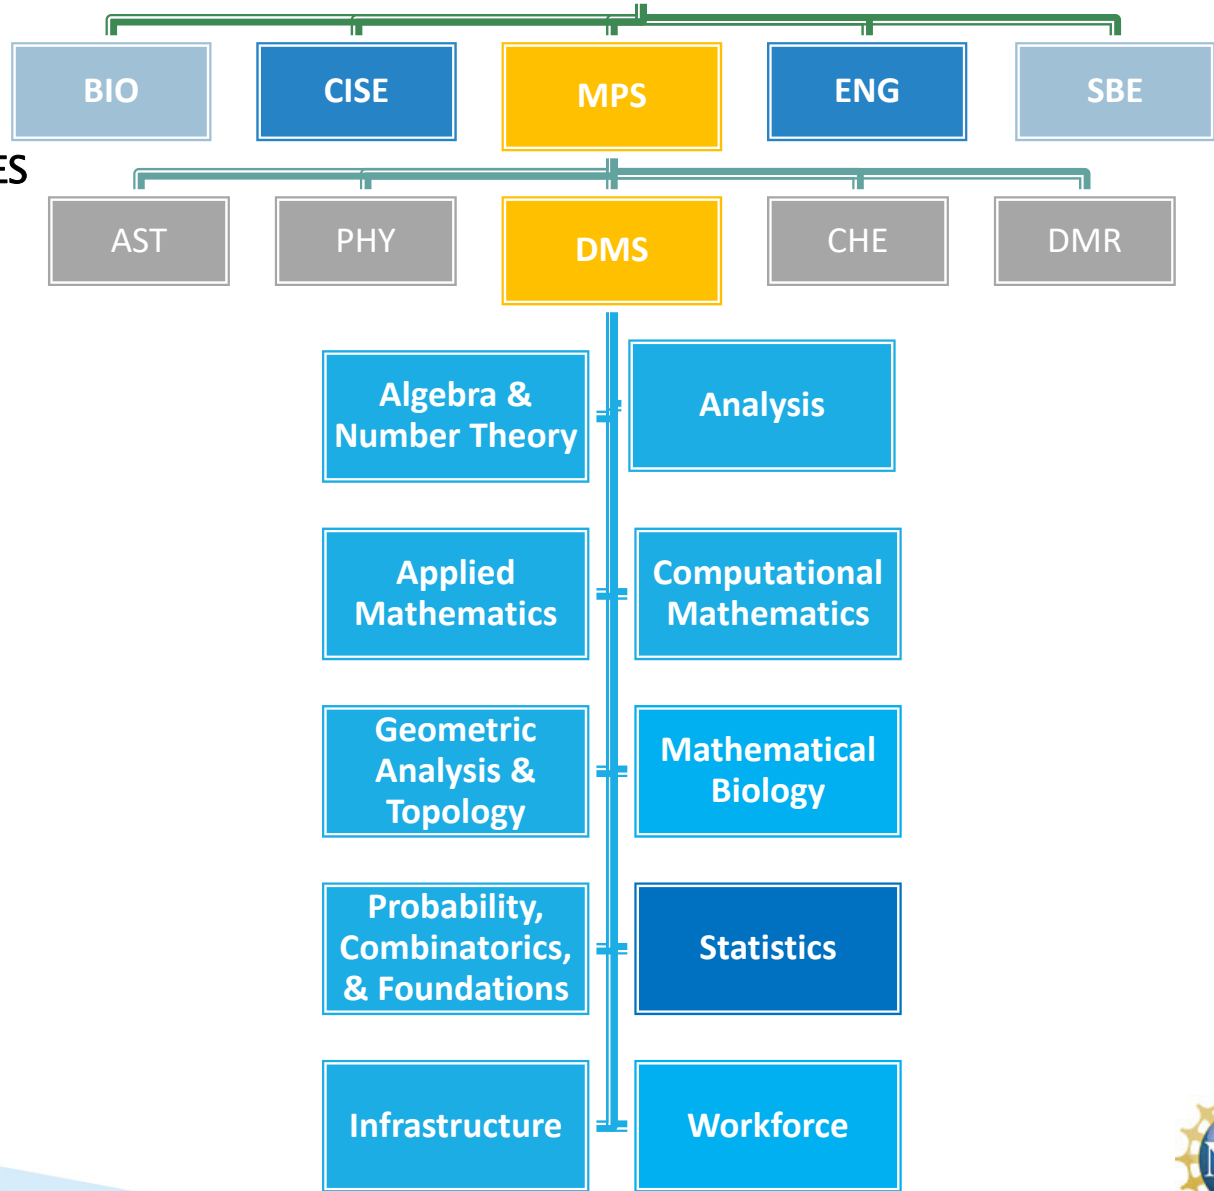 BIO
CISE
MPS
ENG
SBE
ES
AST
PHY
DMS
CHE
DMR
Algebra &
Number Theory
Analysis
Applied
Mathematics
Computational
Mathematics
Geometric
Analysis &
Topology
Mathematical
Biology
Probability,
Combinatorics,
& Foundations
Statistics
Infrastructure
Workforce